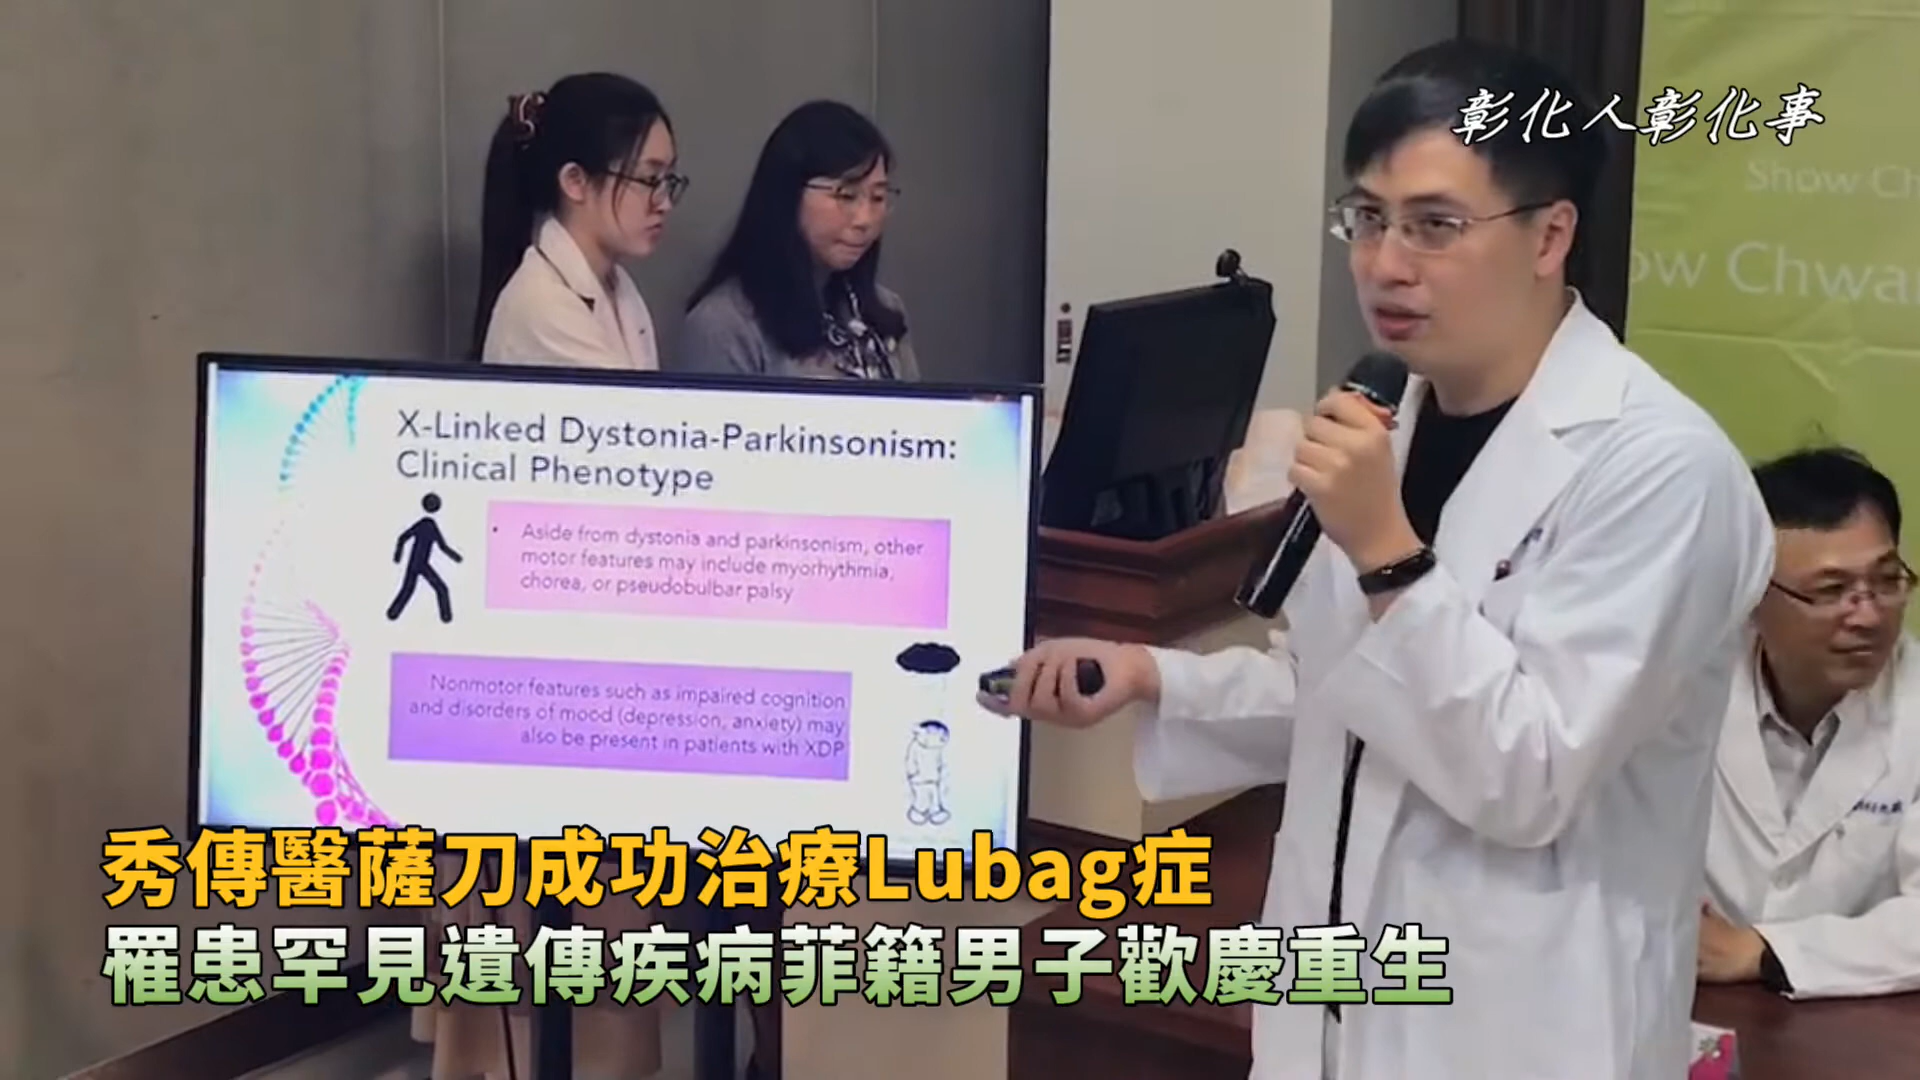 彰化人彰化事
Show Ch
ow Chwa
X-Linked Dystonia-Parkinsonism:
Clinical Phenotype
• Aside from dystonia and parkinsonism, other
motor features may include myorhythmia,
chorea, or pseudobulbar palsy
Nonmotor features such as impaired cognition
and disorders of mood (depression, anxiety) may
also be present in patients with XDP
秀傳醫薩刀成功治療Lubag症
罹患罕見遺傳疾病菲籍男子歡慶重生